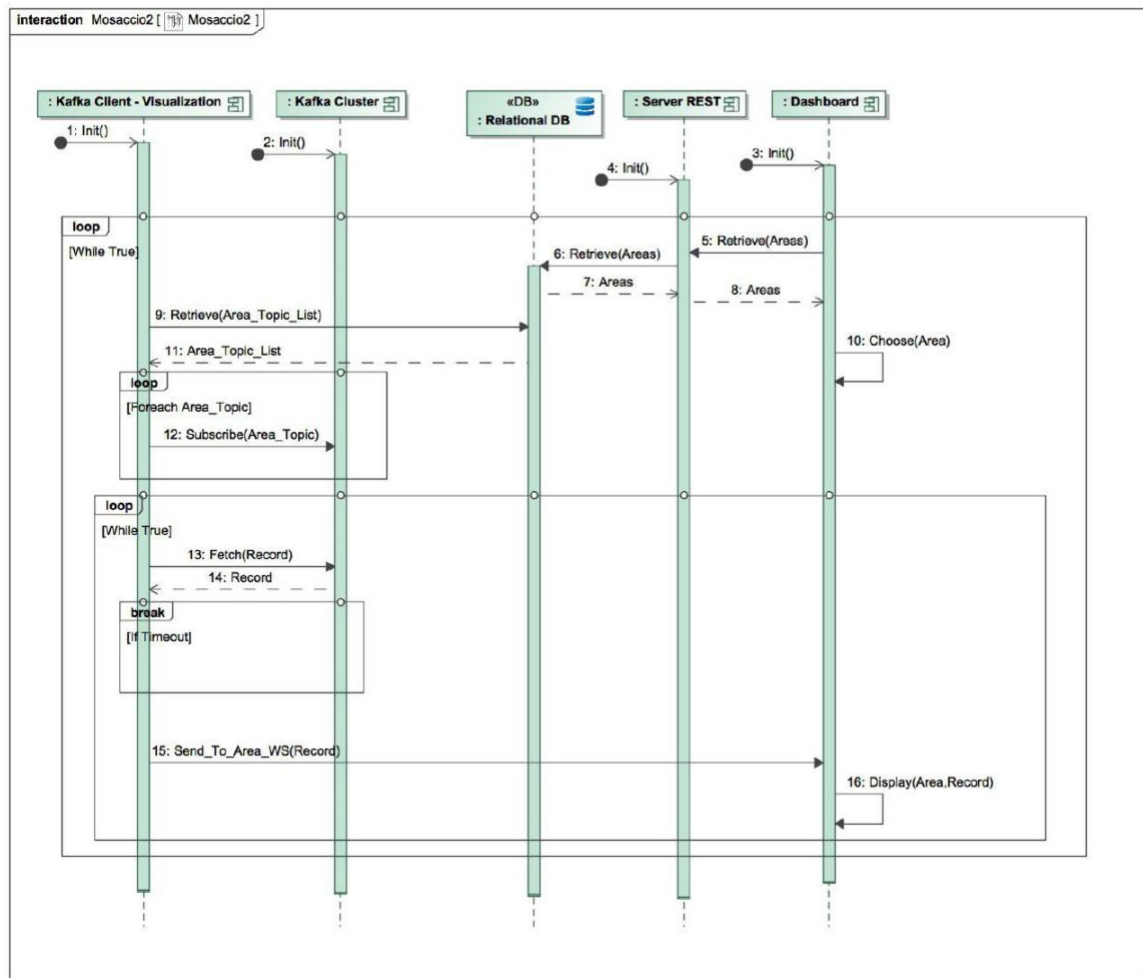 interaction Mosaccio2 [ Mosaccio2 ]
: Kafka Client - Visualization
: Kafka Cluster
«DB»
: Relational DB
: Server REST
: Dashboard
1: Init()
2: Init()
3: Init()
4: Init()
loop
[While True]
5: Retrieve(Areas)
6: Retrieve(Areas)
7: Areas
8: Areas
9: Retrieve(Area_Topic_List)
10: Choose(Area)
11: Area_Topic_List
loop
[Foreach Area_Topic]
12: Subscribe(Area_Topic)
loop
[While True]
13: Fetch(Record)
14: Record
break
[If Timeout]
15: Send_To_Area_WS(Record)
16: Display(Area,Record)